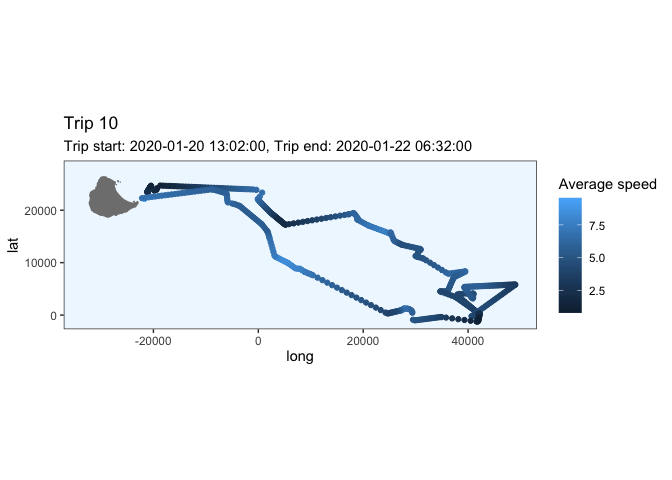 Trip 10
Trip start: 2020-01-20 13:02:00, Trip end: 2020-01-22 06:32:00
Average speed
7.5
5.0
2.5
lat
20000
10000
0
-20000 0 20000 40000
long